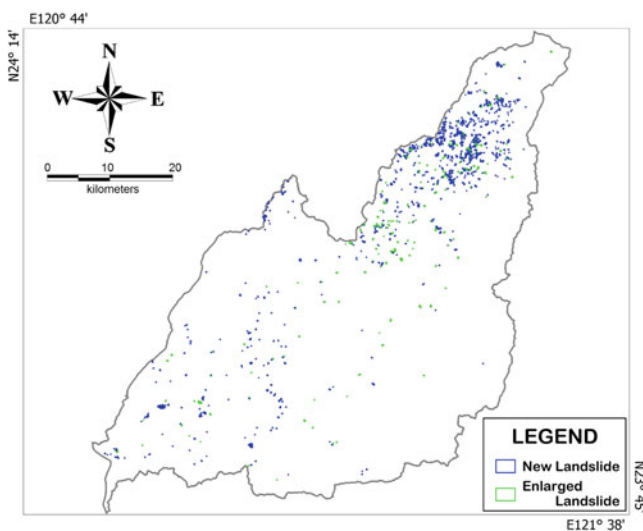 E120° 44'
N24° 14'
N
W E
S
0 10 20
kilometers
LEGEND
New Landslide
Enlarged
Landslide
N23° 45'
E121° 38'